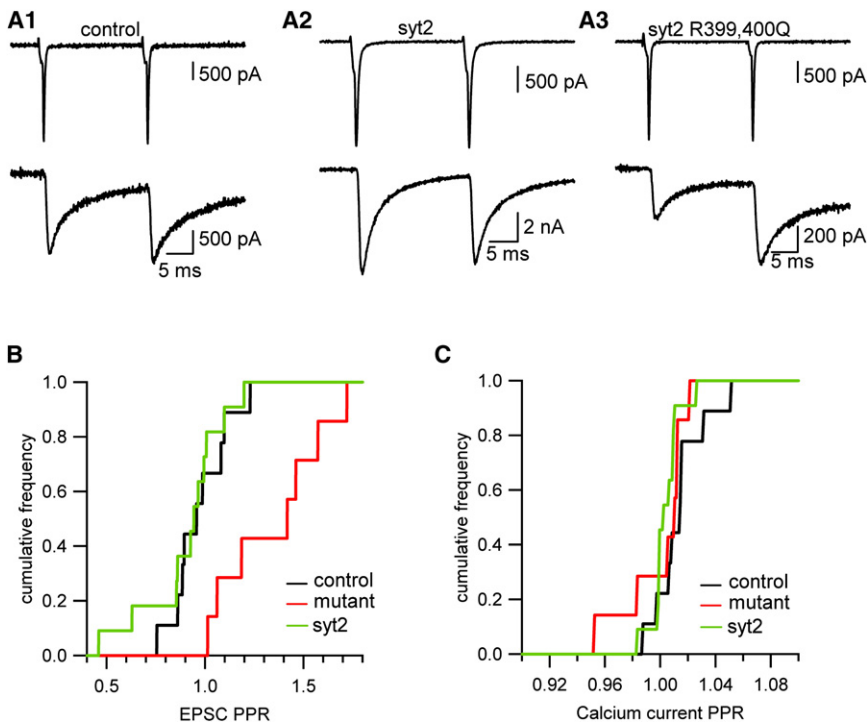 A1
control
500 pA
500 pA
5 ms
A2
syt2
500 pA
2 nA
5 ms
A3
syt2 R399,400Q
500 pA
200 pA
5 ms
B
1.0
0.8
0.6
0.4
0.2
0.0
cumulative frequency
control
mutant
syt2
0.5 1.0 1.5
EPSC PPR
C
1.0
0.8
0.6
0.4
0.2
0.0
cumulative frequency
control
mutant
syt2
0.92 0.96 1.00 1.04 1.08
Calcium current PPR